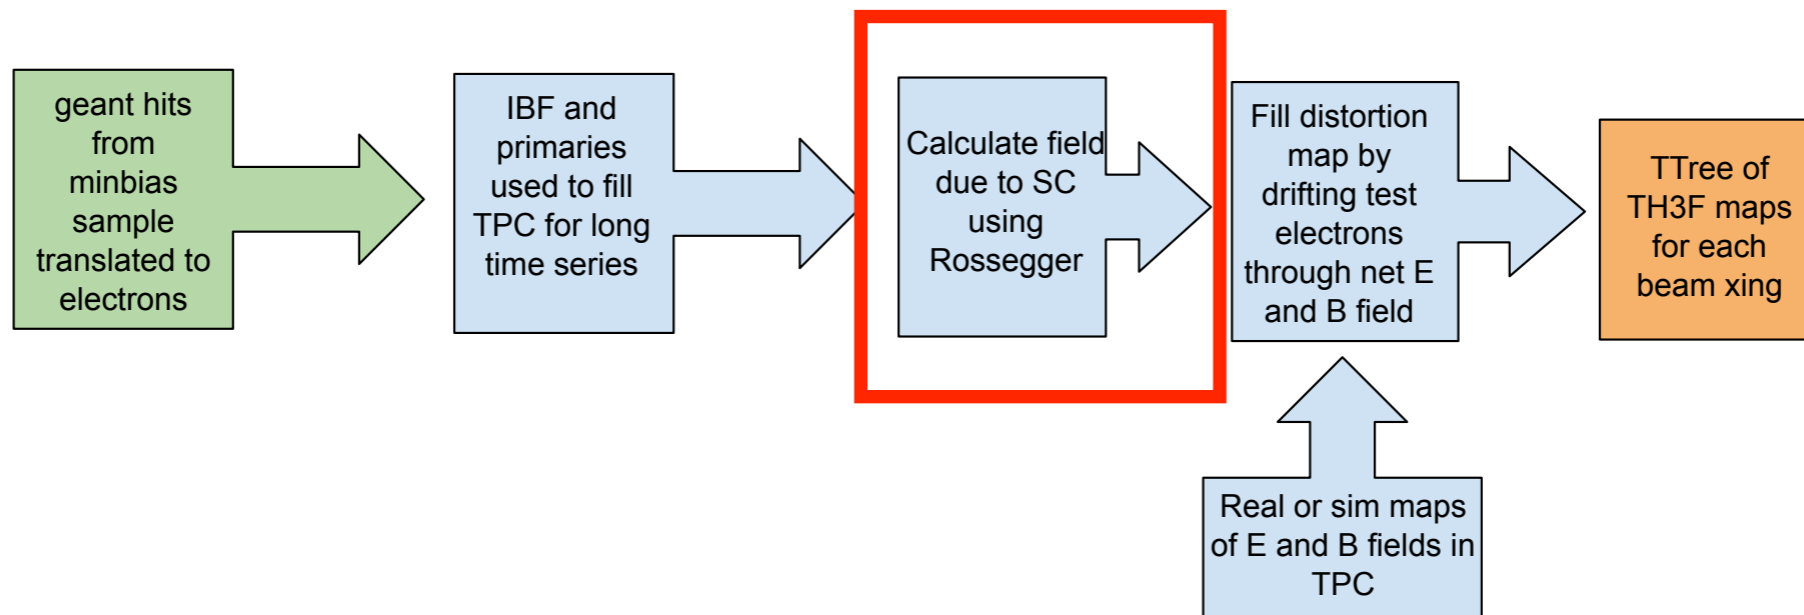 geant hits
from
minbias
sample
translated to
electrons
IBF and
primaries
used to fill
TPC for long
time series
Calculate field
due to SC
using
Rossegger
Fill distortion
map by
drifting test
electrons
through net E
and B field
TTree of
TH3F maps
for each
beam xing
Real or sim maps
of E and B fields in
TPC